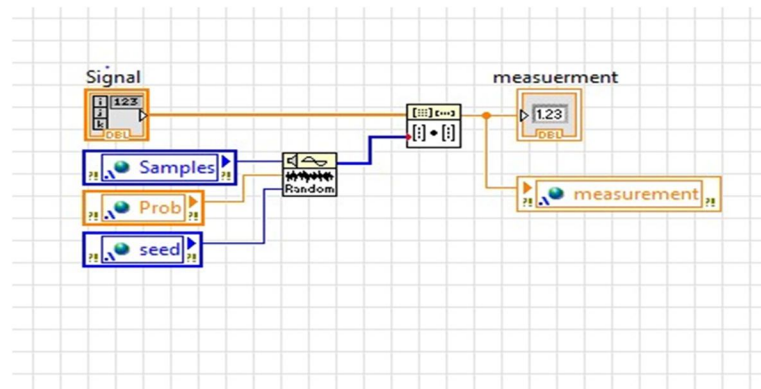 Signal
measuerment
i
j
k
123
DBL
1.23
DBL
Samples
Random
Prob
measurement
seed